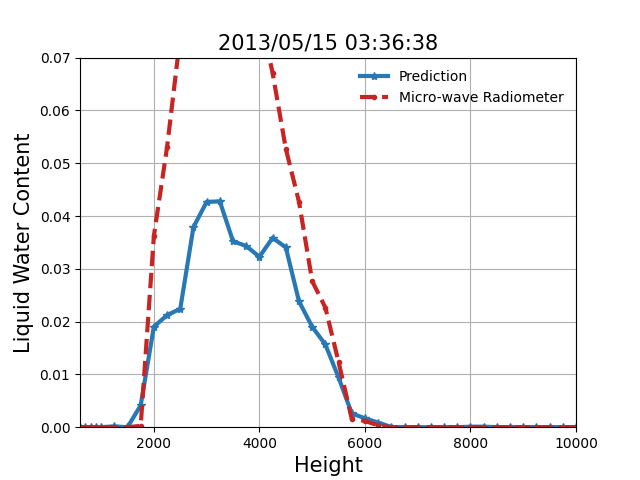 2013/05/15 03:36:38
Prediction
Micro-wave Radiometer
Liquid Water Content
0.07
0.06
0.05
0.04
0.03
0.02
0.01
0.00
2000 4000 6000 8000 10000
Height